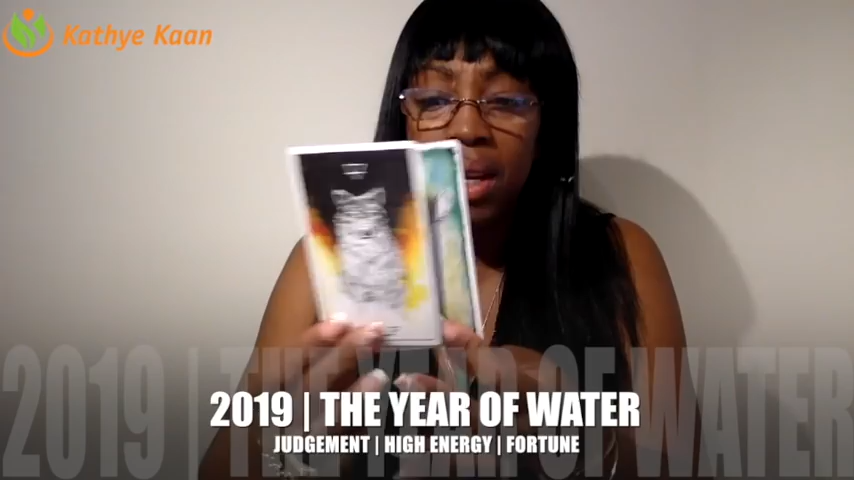 Kathye Kaan
2019 | THE YEAR OF WATER
2019 | THE YEAR OF WATER
JUDGEMENT | HIGH ENERGY | FORTUNE